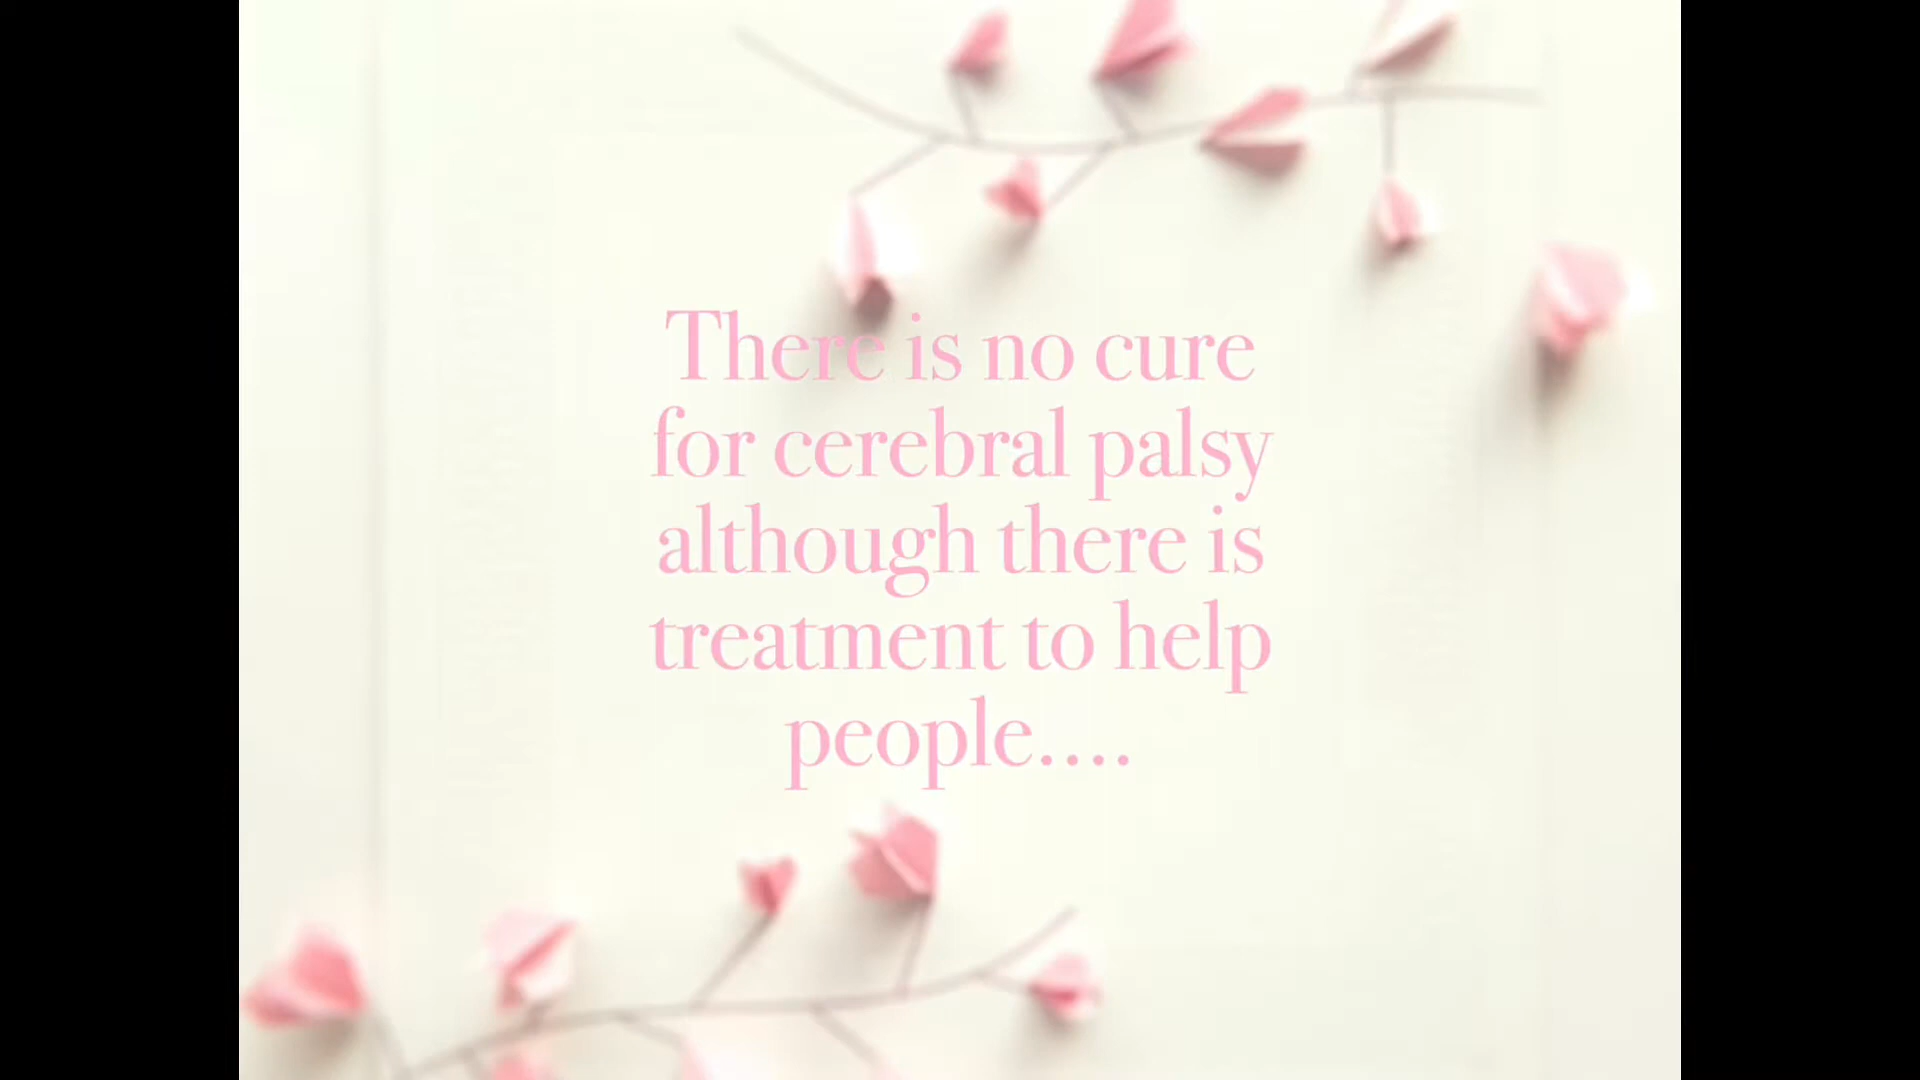 There is no cure
for cerebral palsy
although there is
treatment to help
people....